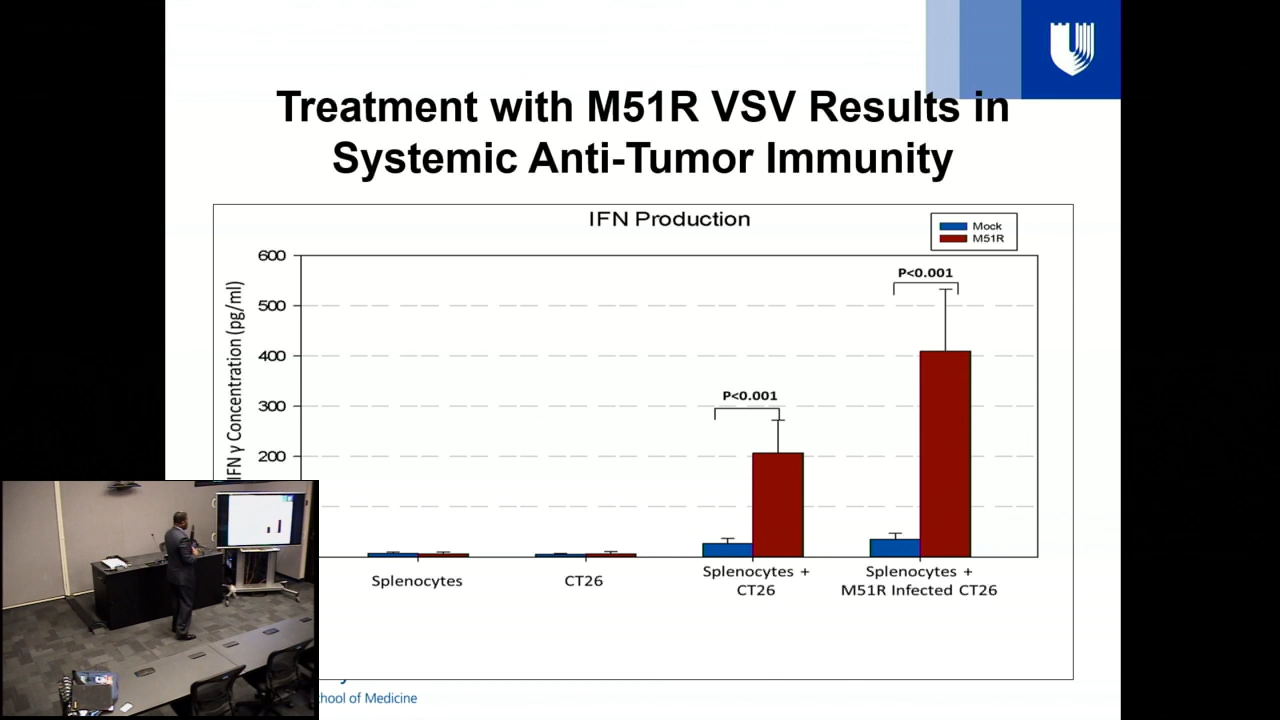 Treatment with M51R VSV Results in
Systemic Anti-Tumor Immunity
IFN Production
Mock
M51R
600
500
400
300
200
IFN γ Concentration (pg/ml)
P<0.001
P<0.001
Splenocytes
CT26
Splenocytes +
CT26
Splenocytes +
M51R Infected CT26
hool of Medicine